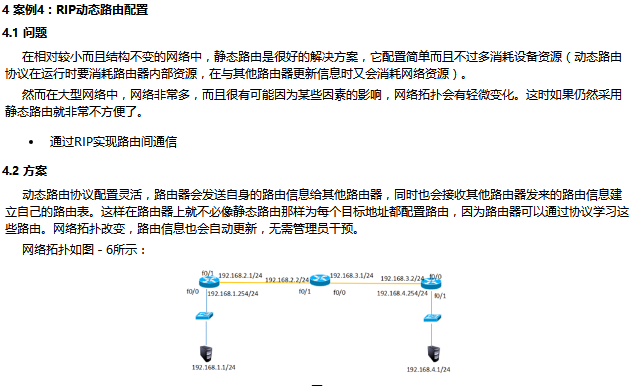 4 案例4：RIP动态路由配置
4.1 问题
在相对较小而且结构不变的网络中，静态路由是很好的解决方案，它配置简单而且不过多消耗设备资源（动态路由
协议在运行时要消耗路由器内部资源，在与其他路由器更新信息时又会消耗网络资源）。
然而在大型网络中，网络非常多，而且很有可能因为某些因素的影响，网络拓扑会有轻微变化。这时如果仍然采用
静态路由就非常不方便了。
• 通过RIP实现路由间通信
4.2 方案
动态路由协议配置灵活，路由器会发送自身的路由信息给其他路由器，同时也会接收其他路由器发来的路由信息建
立自己的路由表。这样在路由器上就不必像静态路由那样为每个目标地址都配置路由，因为路由器可以通过协议学习这
些路由。网络拓扑改变，路由信息也会自动更新，无需管理员干预。
网络拓扑如图－6所示：
f0/1 192.168.2.1/24 192.168.2.2/24 192.168.3.1/24 192.168.3.2/24 f0/0
f0/0 192.168.1.254/24 f0/1 f0/0 192.168.4.254/24 f0/1
192.168.1.1/24 192.168.4.1/24